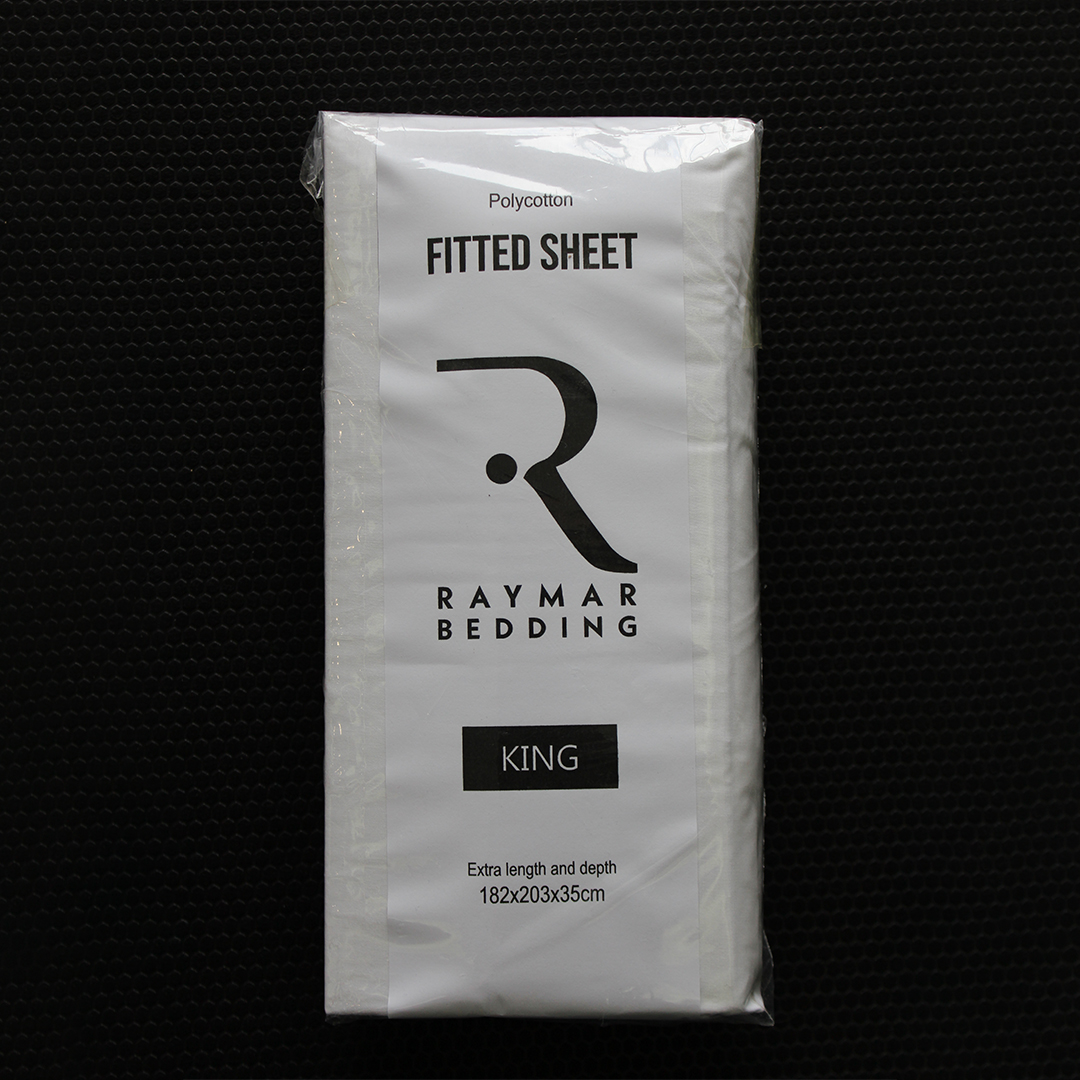 Polycotton
FITTED SHEET
R
RAYMAR
BEDDING
KING
Extra length and depth
182x203x35cm